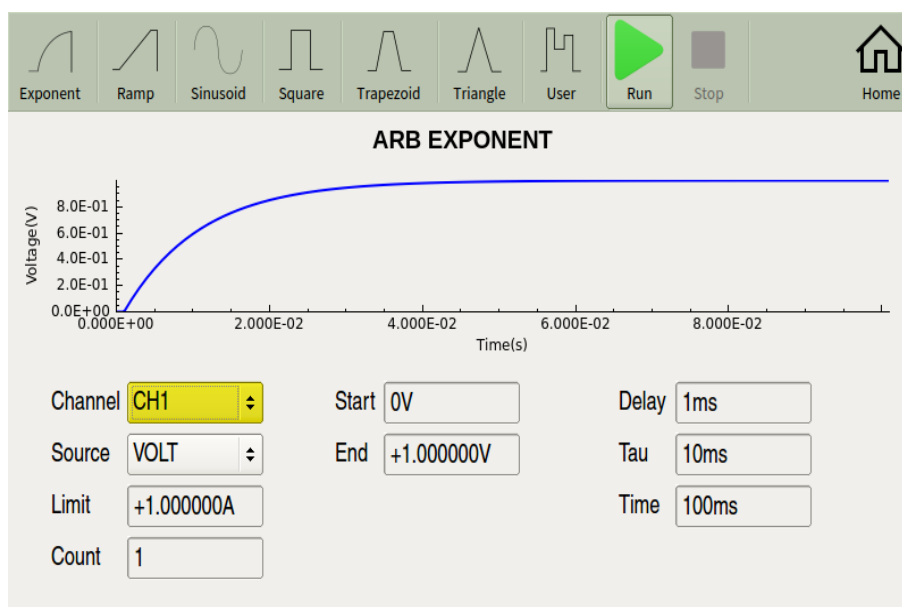 Exponent Ramp Sinusoid Square Trapezoid Triangle User Run Stop Home
ARB EXPONENT
Voltage(V)
8.0E-01
6.0E-01
4.0E-01
2.0E-01
0.0E+00
0.000E+00 2.000E-02 4.000E-02 6.000E-02 8.000E-02
Time(s)
Channel CH1 Start 0V Delay 1ms
Source VOLT End +1.000000V Tau 10ms
Limit +1.000000A Time 100ms
Count 1